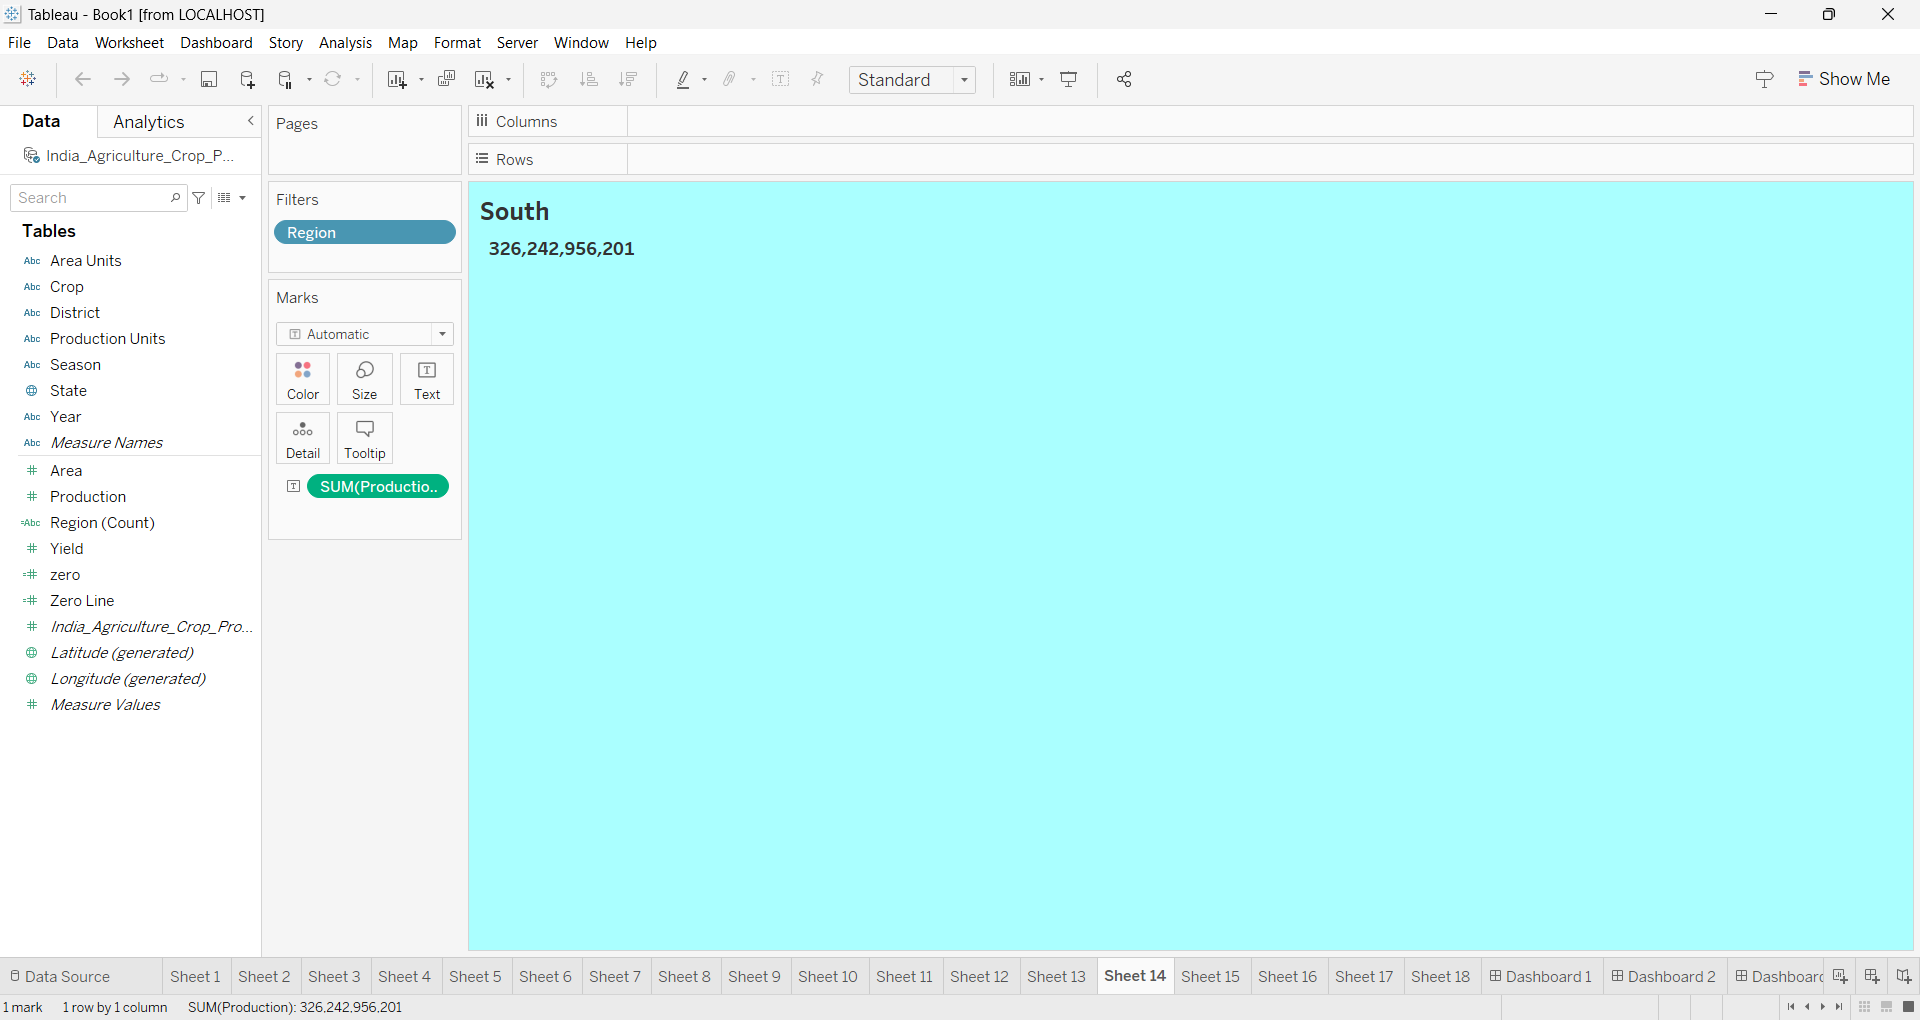 Tableau - Book1 [from LOCALHOST]
File Data Worksheet Dashboard Story Analysis Map Format Server Window Help
Standard
Show Me
Data Analytics
India_Agriculture_Crop_P...
Search
Tables
Abc Area Units
Abc Crop
Abc District
Abc Production Units
Abc Season
State
Abc Year
Abc Measure Names
# Area
# Production
=Abc Region (Count)
# Yield
=# zero
=# Zero Line
# India_Agriculture_Crop_Pro...
Latitude (generated)
Longitude (generated)
# Measure Values
Pages
Filters
Region
Marks
T Automatic
Color Size T Text
Detail Tooltip
T SUM(Productio..
Columns
Rows
South
326,242,956,201
Data Source Sheet 1 Sheet 2 Sheet 3 Sheet 4 Sheet 5 Sheet 6 Sheet 7 Sheet 8 Sheet 9 Sheet 10 Sheet 11 Sheet 12 Sheet 13 Sheet 14 Sheet 15 Sheet 16 Sheet 17 Sheet 18 Dashboard 1 Dashboard 2 Dashboard
1 mark 1 row by 1 column SUM(Production): 326,242,956,201